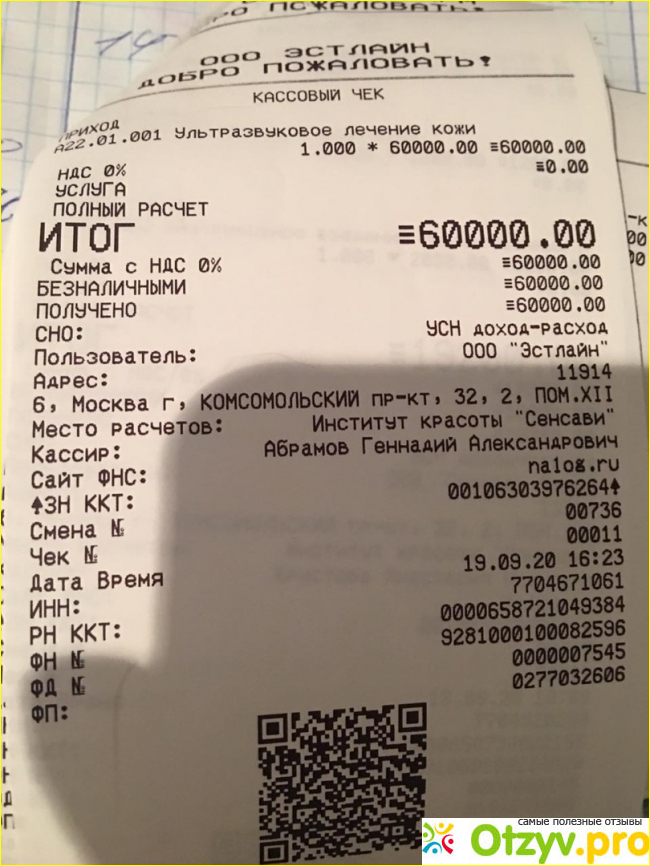 ПОЖАЛОВАТЬ!
ООО ЭСТЛАЙН
ДОБРО ПОЖАЛОВАТЬ!
КАССОВЫЙ ЧЕК
ПРИХОД
A22.01.001 Ультразвуковое лечение кожи
1.000 * 60000.00 ≡60000.00
НДС 0% ≡0.00
УСЛУГА
ПОЛНЫЙ РАСЧЕТ
ИТОГ ≡60000.00
Сумма с НДС 0% ≡60000.00
БЕЗНАЛИЧНЫМИ ≡60000.00
ПОЛУЧЕНО ≡60000.00
СНО: УСН доход-расход
Пользователь: ООО "Эстлайн"
Адрес: 11914
6, Москва г, КОМСОМОЛЬСКИЙ пр-кт, 32, 2, ПОМ.XII
Место расчетов: Институт красоты "Сенсави"
Кассир: Абрамов Геннадий Александрович
Сайт ФНС: nalog.ru
↑ЗН ККТ: 00106303976264↑
Смена № 00736
Чек № 00011
Дата Время 19.09.20 16:23
ИНН: 7704671061
РН ККТ: 0000658721049384
ФН № 9281000100082596
ФД № 0000007545
ФП: 0277032606
самые полезные отзывы
Otzyv.pro